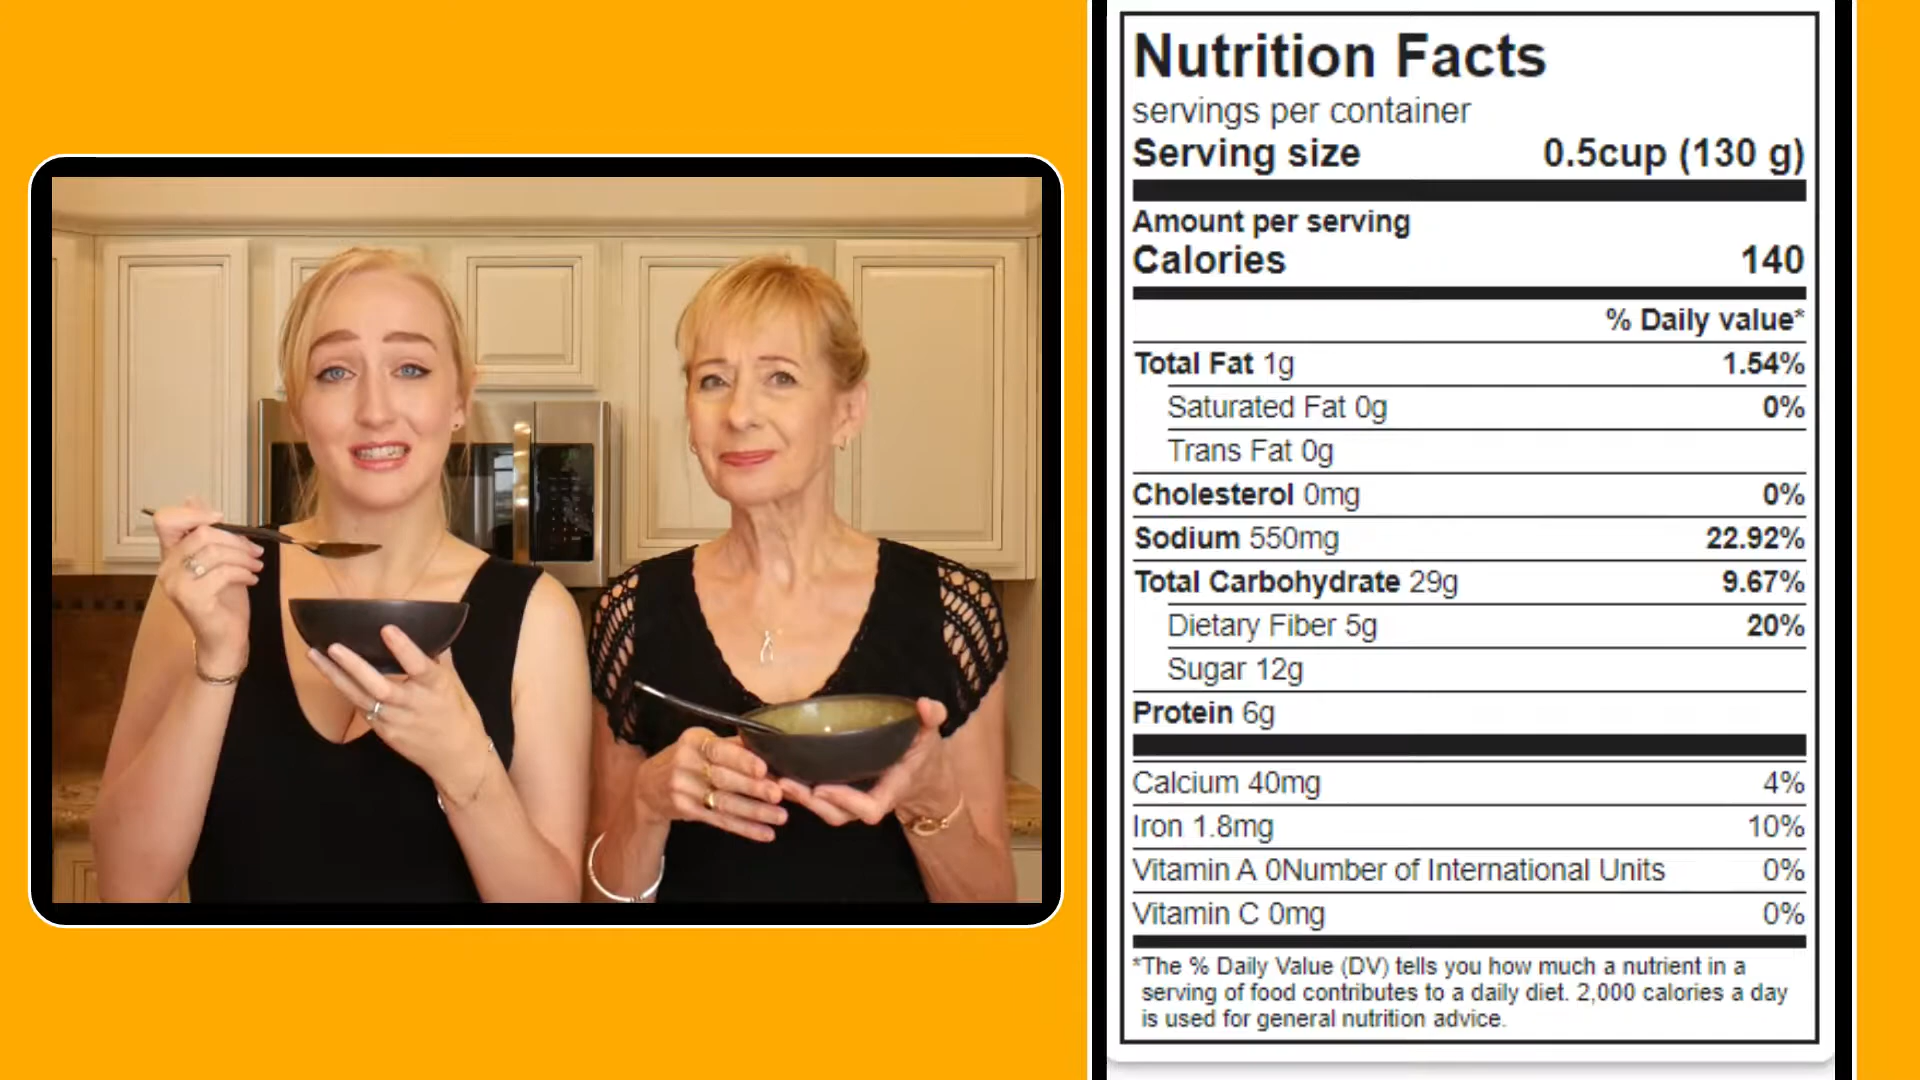 Nutrition Facts
servings per container
Serving size 0.5cup (130 g)
Amount per serving
Calories 140
% Daily value*
Total Fat 1g 1.54%
Saturated Fat 0g 0%
Trans Fat 0g
Cholesterol 0mg 0%
Sodium 550mg 22.92%
Total Carbohydrate 29g 9.67%
Dietary Fiber 5g 20%
Sugar 12g
Protein 6g
Calcium 40mg 4%
Iron 1.8mg 10%
Vitamin A 0Number of International Units 0%
Vitamin C 0mg 0%
*The % Daily Value (DV) tells you how much a nutrient in a
serving of food contributes to a daily diet. 2,000 calories a day
is used for general nutrition advice.